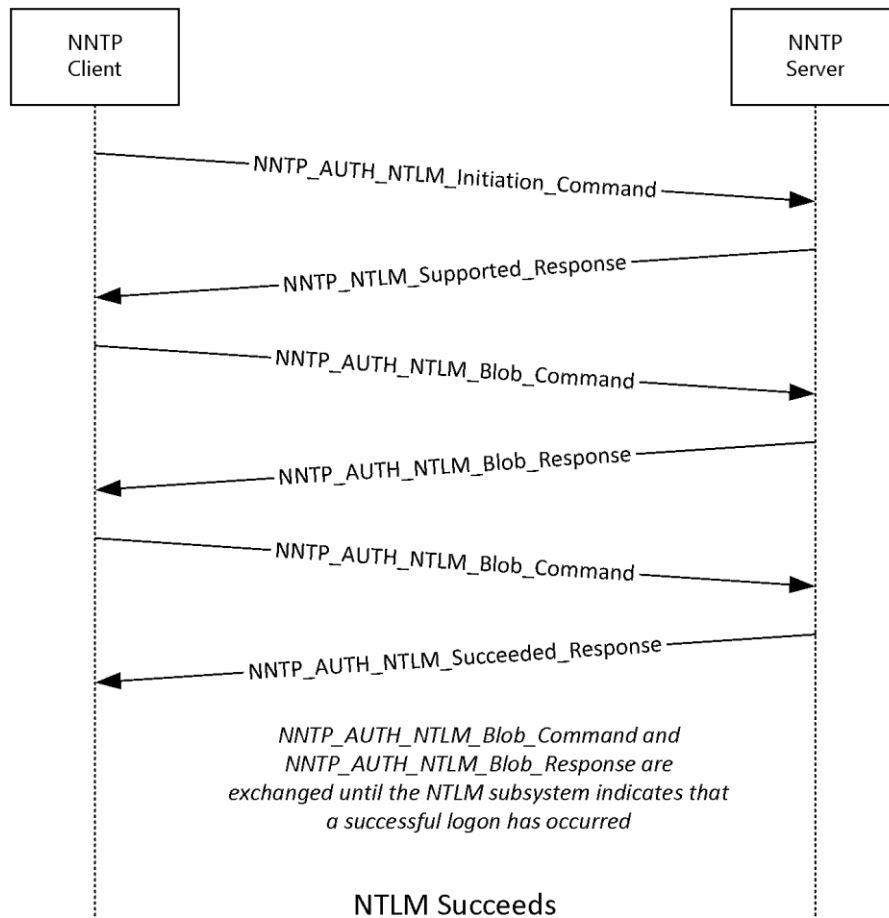 NNTP
Client
NNTP
Server
NNTP_AUTH_NTLM_Initiation_Command
NNTP_NTLM_Supported_Response
NNTP_AUTH_NTLM_Blob_Command
NNTP_AUTH_NTLM_Blob_Response
NNTP_AUTH_NTLM_Blob_Command
NNTP_AUTH_NTLM_Succeeded_Response
NNTP_AUTH_NTLM_Blob_Command and
NNTP_AUTH_NTLM_Blob_Response are
exchanged until the NTLM subsystem indicates that
a successful logon has occurred
NTLM Succeeds